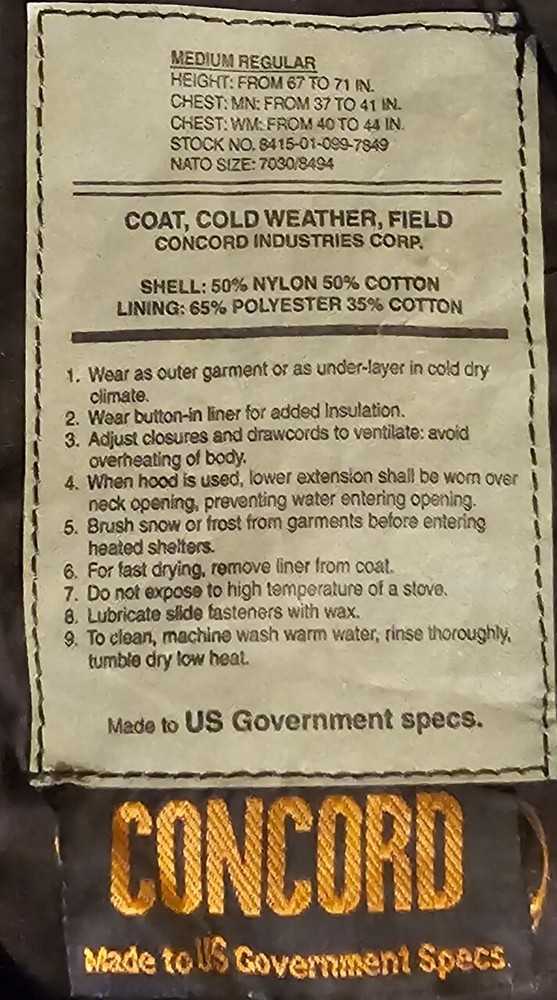 MEDIUM REGULAR
HEIGHT: FROM 67 TO 71 IN.
CHEST: MN: FROM 37 TO 41 IN.
CHEST: WM: FROM 40 TO 44 IN.
STOCK NO. 8415-01-099-7849
NATO SIZE: 7030/8494
COAT, COLD WEATHER, FIELD
CONCORD INDUSTRIES CORP.
SHELL: 50% NYLON 50% COTTON
LINING: 65% POLYESTER 35% COTTON
1. Wear as outer garment or as under-layer in cold dry
climate.
2. Wear button-in liner for added Insulation.
3. Adjust closures and drawcords to ventilate: avoid
overheating of body.
4. When hood is used, lower extension shall be worn over
neck opening, preventing water entering opening.
5. Brush snow or frost from garments before entering
heated shelters.
6. For fast drying, remove liner from coat.
7. Do not expose to high temperature of a stove.
8. Lubricate slide fasteners with wax.
9. To clean, machine wash warm water, rinse thoroughly,
tumble dry low heat.
Made to US Government specs.
CONCORD
Made to US Government Specs.